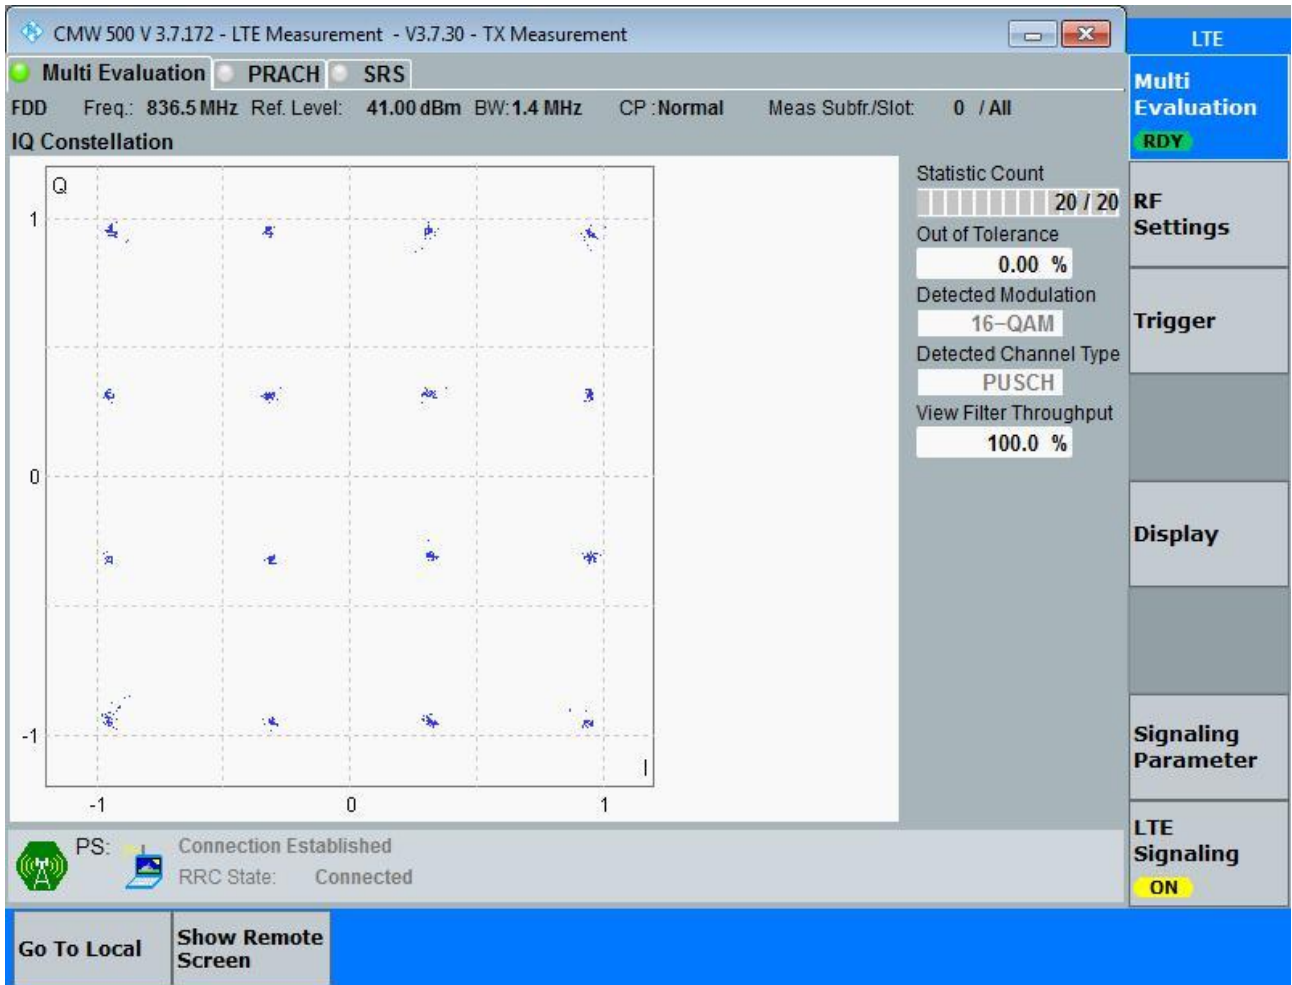 CMW 500 V 3.7.172 - LTE Measurement - V3.7.30 - TX Measurement
LTE
Multi Evaluation PRACH SRS
FDD Freq.: 836.5 MHz Ref. Level: 41.00 dBm BW: 1.4 MHz CP : Normal Meas Subfr./Slot: 0 / All
IQ Constellation
Q
1
0
-1
I
-1 0 1
Statistic Count
20 / 20
Out of Tolerance
0.00 %
Detected Modulation
16-QAM
Detected Channel Type
PUSCH
View Filter Throughput
100.0 %
Multi
Evaluation
RDY
RF
Settings
Trigger
Display
Signaling
Parameter
LTE
Signaling
ON
PS: Connection Established
RRC State: Connected
Go To Local
Show Remote
Screen